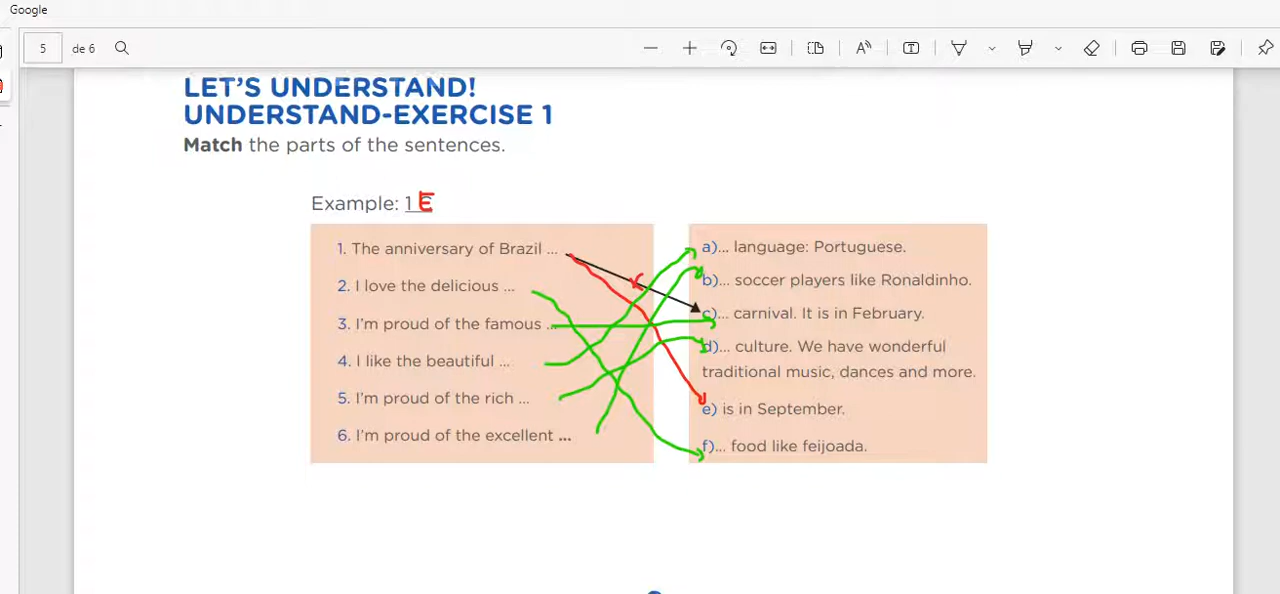 Google
5 de 6
LET'S UNDERSTAND!
UNDERSTAND-EXERCISE 1
Match the parts of the sentences.
Example: 1 E
1. The anniversary of Brazil ...
2. I love the delicious ...
3. I'm proud of the famous ...
4. I like the beautiful ...
5. I'm proud of the rich ...
6. I'm proud of the excellent ...
a)... language: Portuguese.
b)... soccer players like Ronaldinho.
c)... carnival. It is in February.
d)... culture. We have wonderful
traditional music, dances and more.
e) is in September.
f)... food like feijoada.